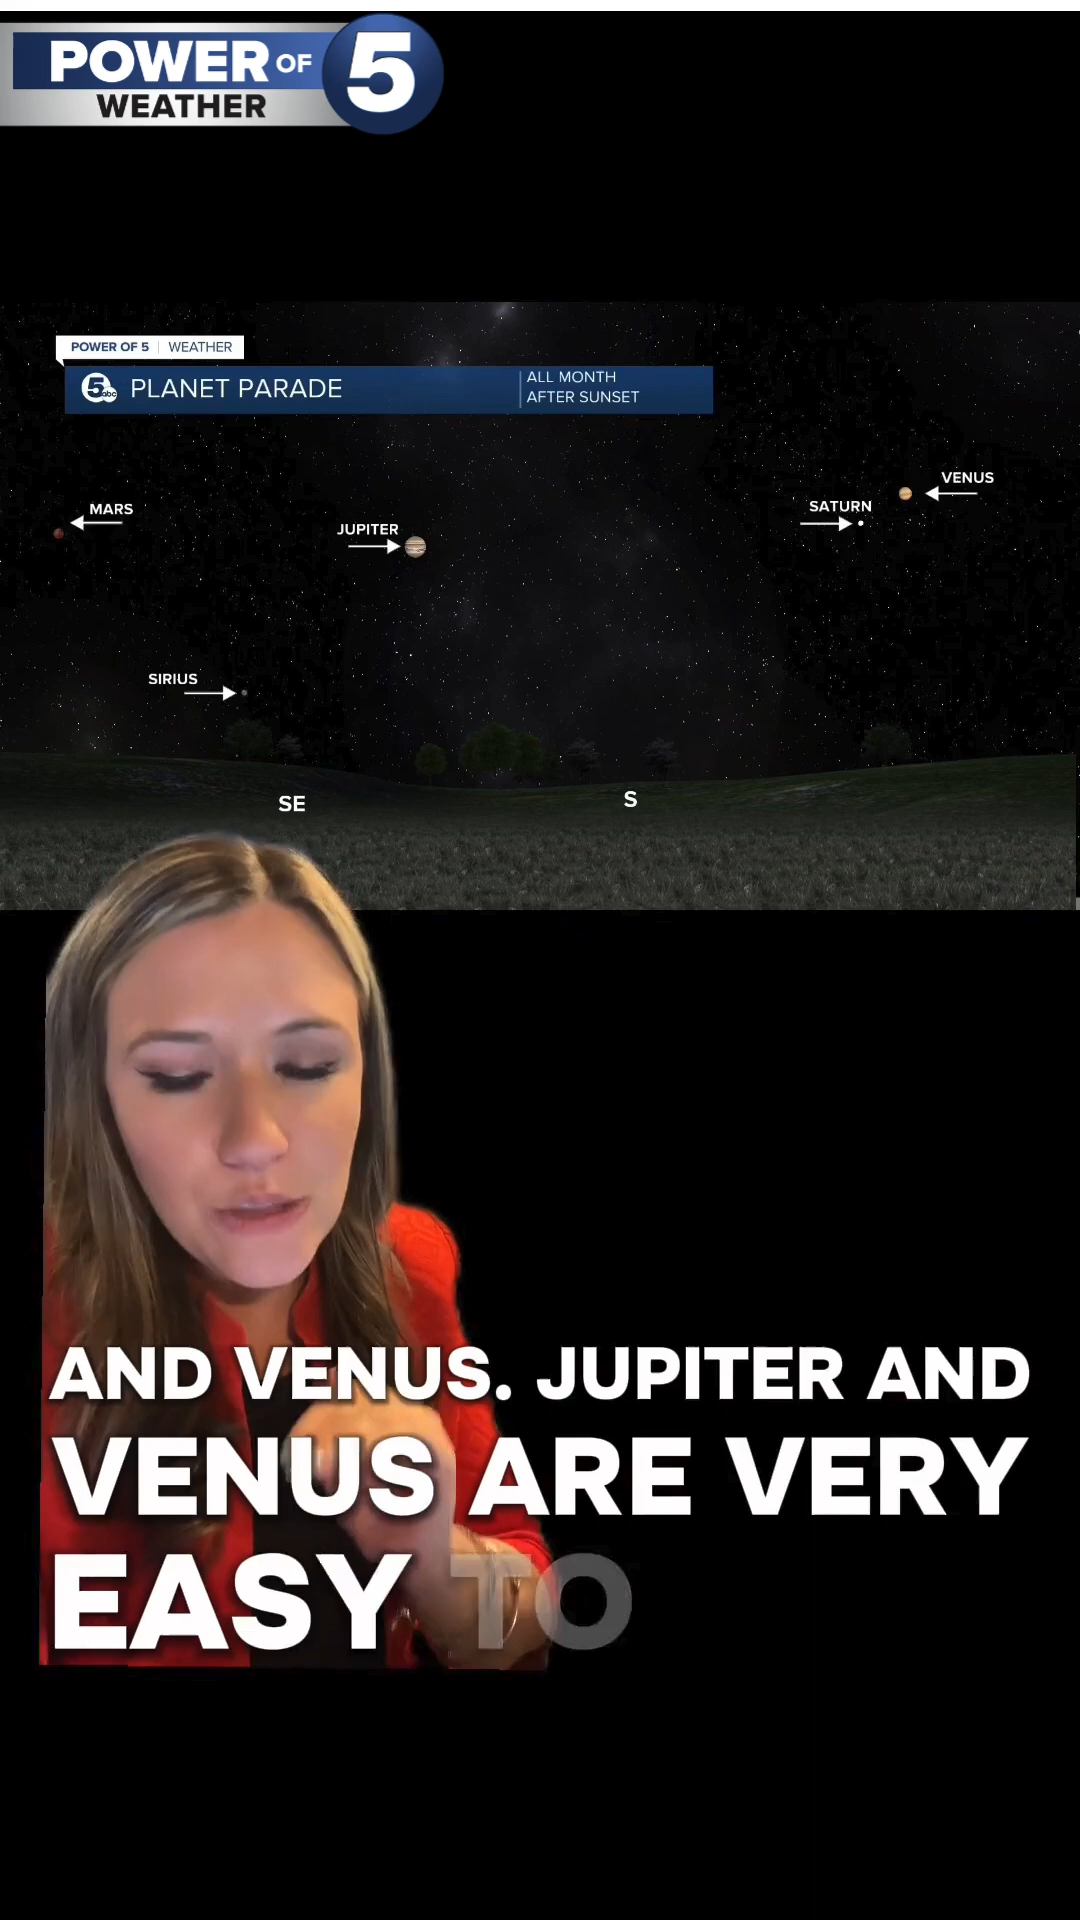 POWER OF 5
WEATHER
POWER OF 5 | WEATHER
5abc PLANET PARADE
ALL MONTH
AFTER SUNSET
VENUS
MARS
SATURN
JUPITER
SIRIUS
SE
S
AND VENUS. JUPITER AND
VENUS ARE VERY
EASY TO